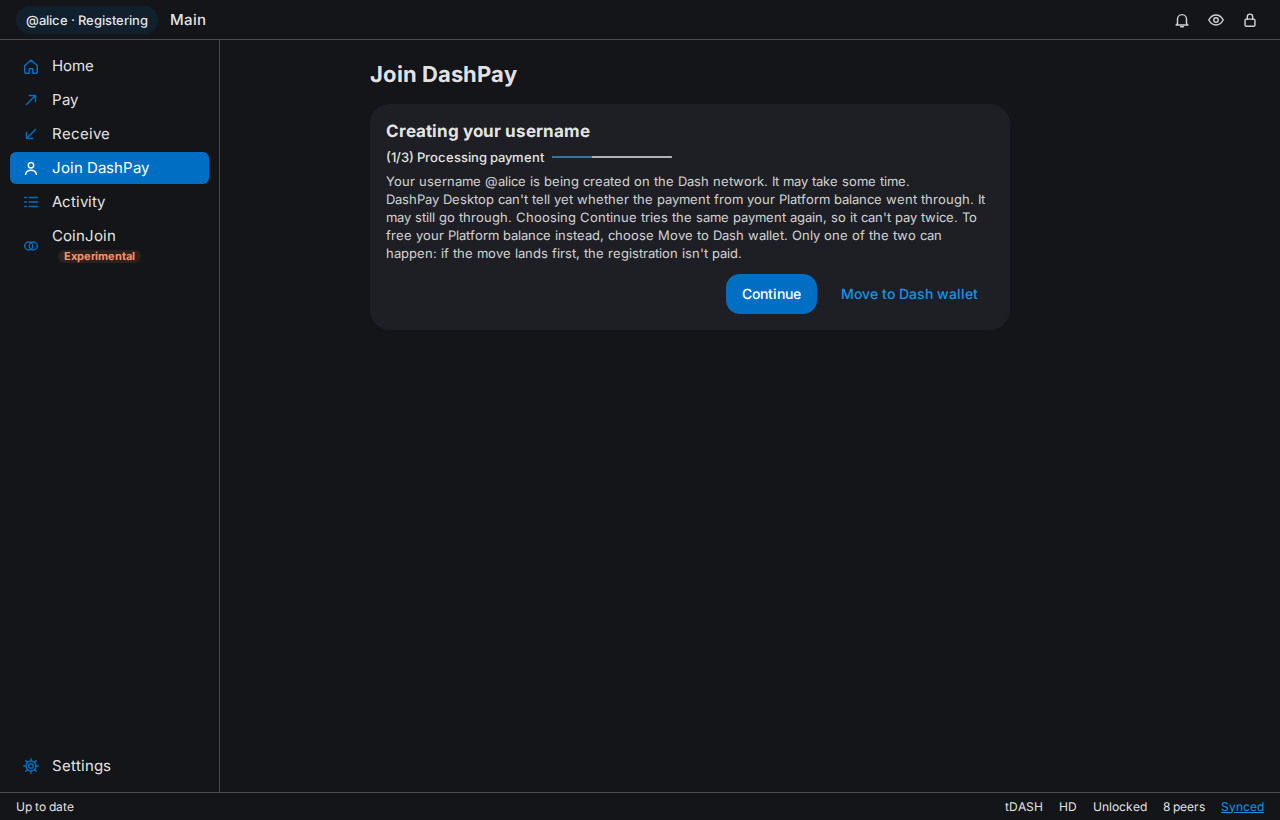 @alice · Registering
Main
Home
Pay
Receive
Join DashPay
Activity
CoinJoin
Experimental
Settings
Join DashPay
Creating your username
(1/3) Processing payment
Your username @alice is being created on the Dash network. It may take some time.
DashPay Desktop can't tell yet whether the payment from your Platform balance went through. It
may still go through. Choosing Continue tries the same payment again, so it can't pay twice. To
free your Platform balance instead, choose Move to Dash wallet. Only one of the two can
happen: if the move lands first, the registration isn't paid.
Continue
Move to Dash wallet
Up to date
tDASH
HD
Unlocked
8 peers
Synced